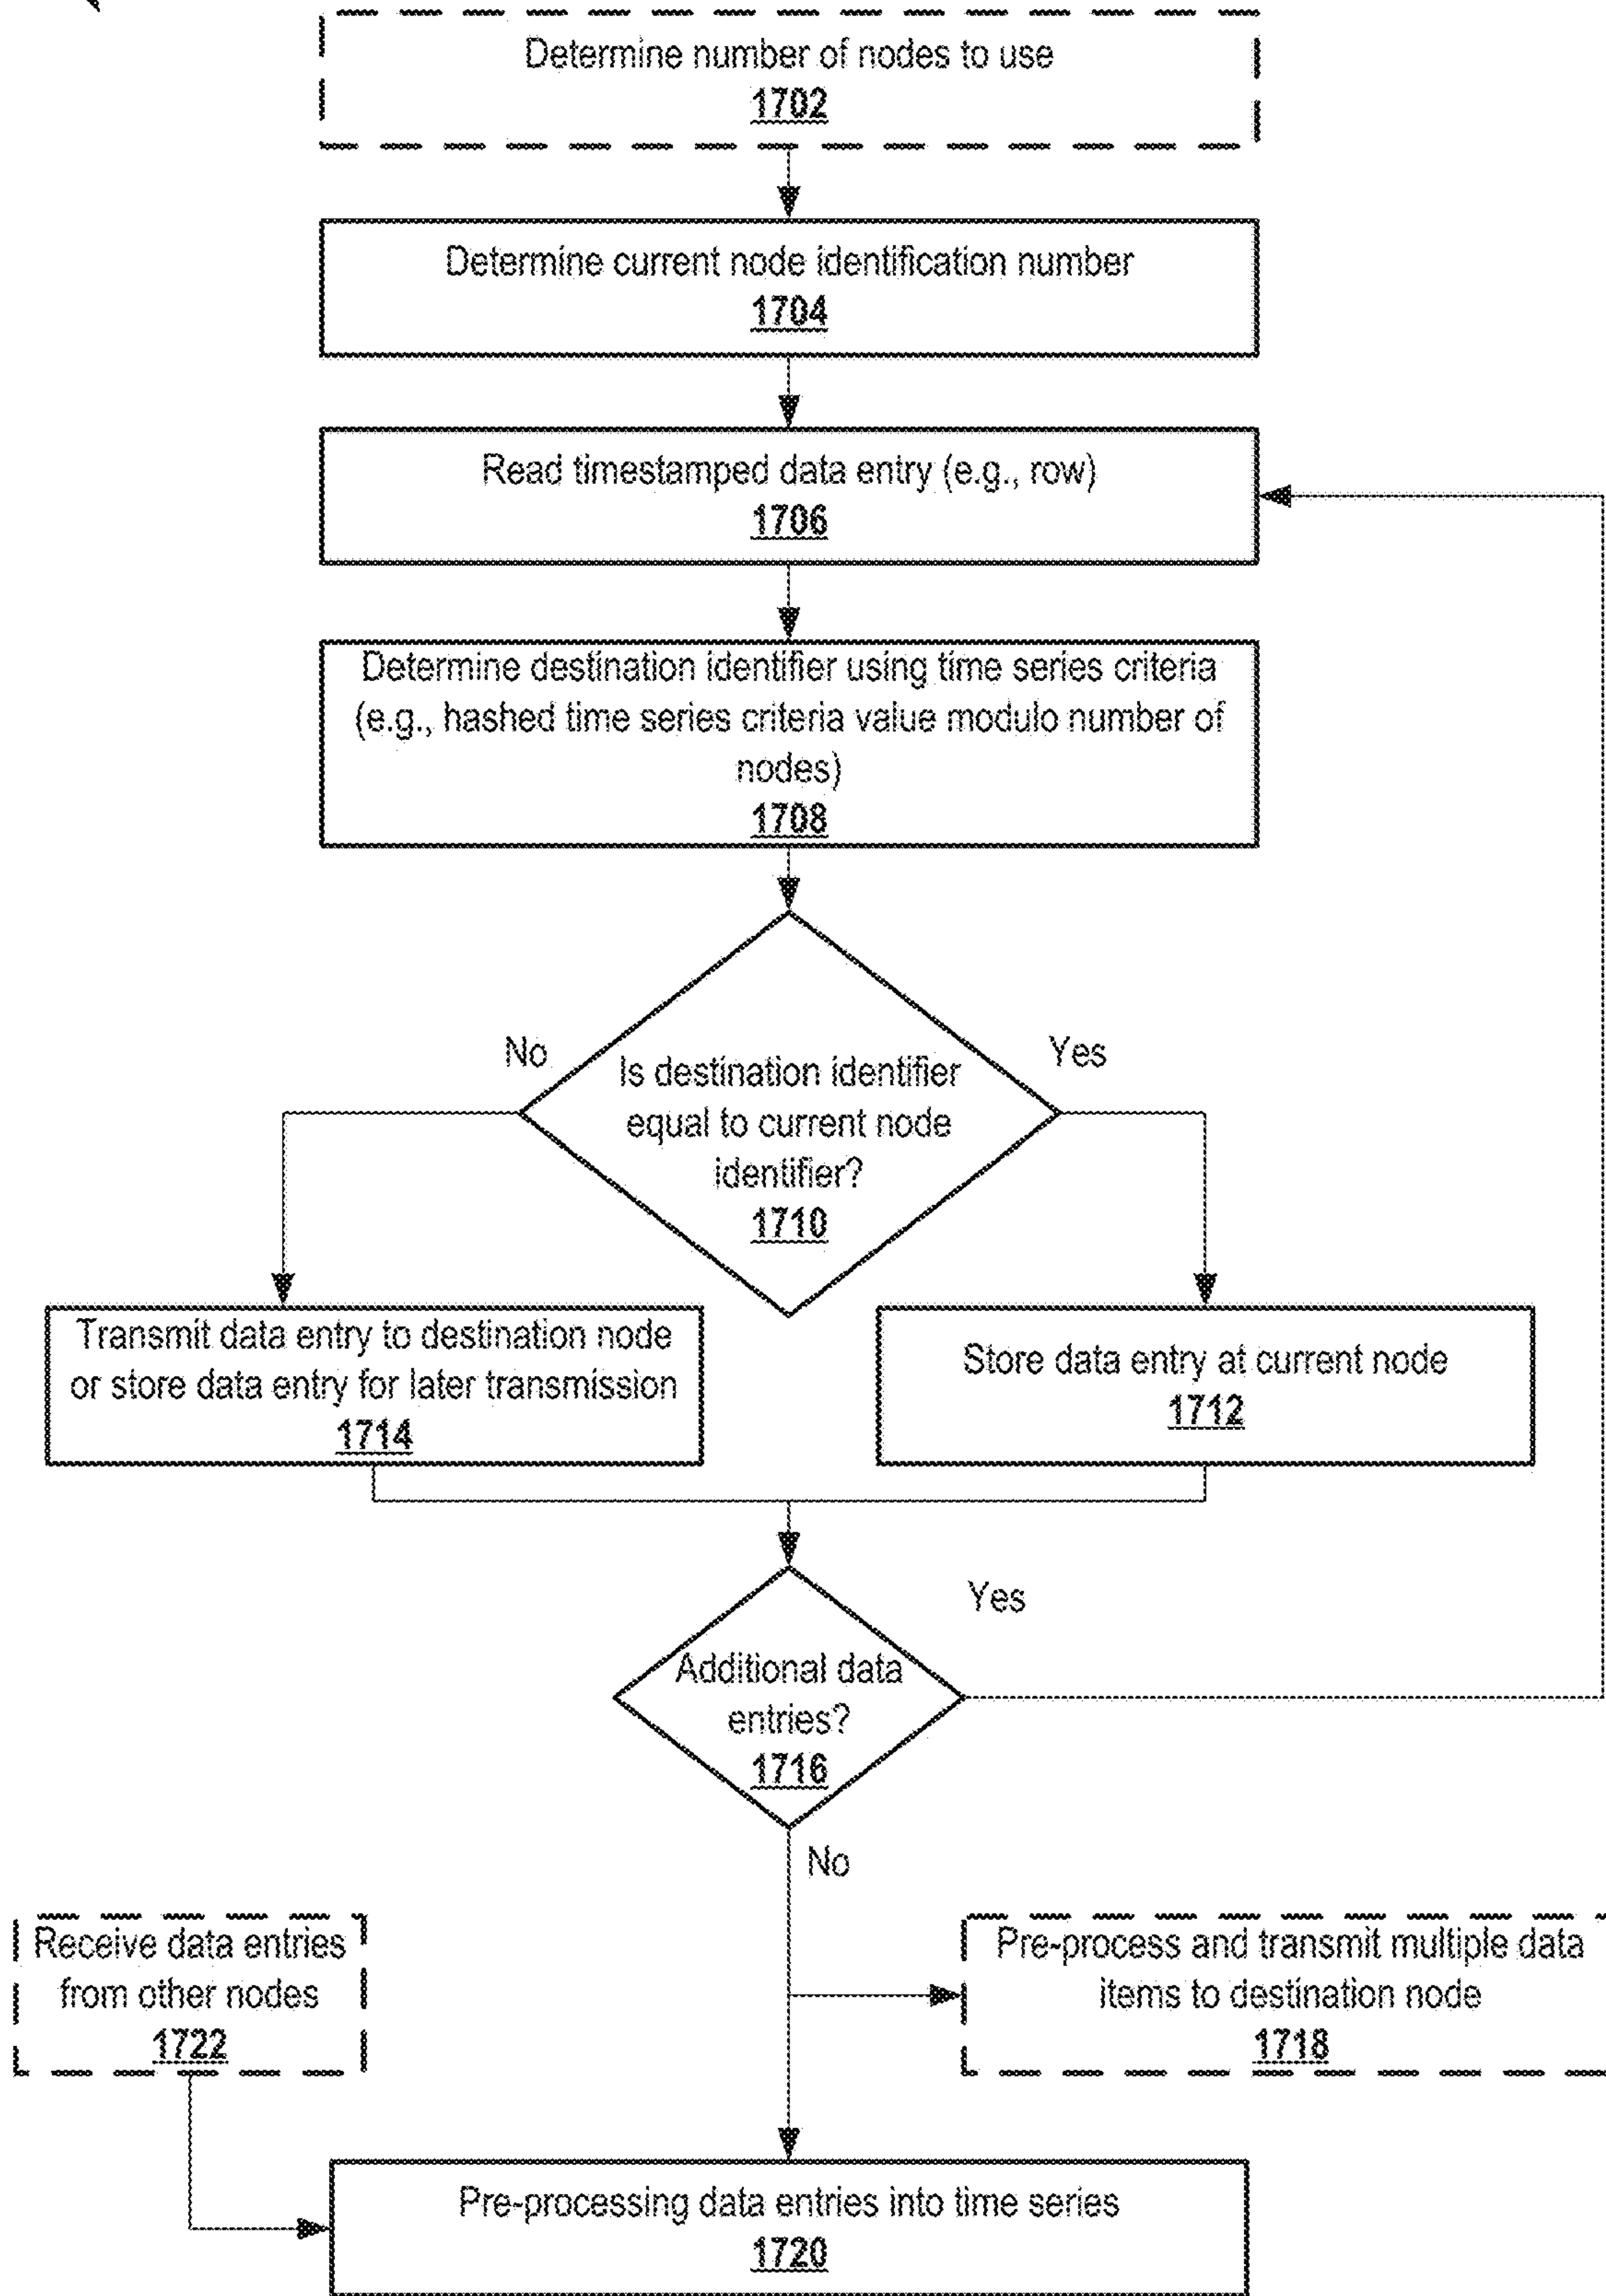 Determine number of nodes to use
1702
Determine current node identification number
1704
Read timestamped data entry (e.g., row)
1706
Determine destination identifier using time series criteria
(e.g., hashed time series criteria value modulo number of
nodes)
1708
No
Yes
Is destination identifier
equal to current node
identifier?
1710
Transmit data entry to destination node
or store data entry for later transmission
1714
Store data entry at current node
1712
Yes
Additional data
entries?
1716
No
Receive data entries
from other nodes
1722
Pre-process and transmit multiple data
items to destination node
1718
Pre-processing data entries into time series
1720